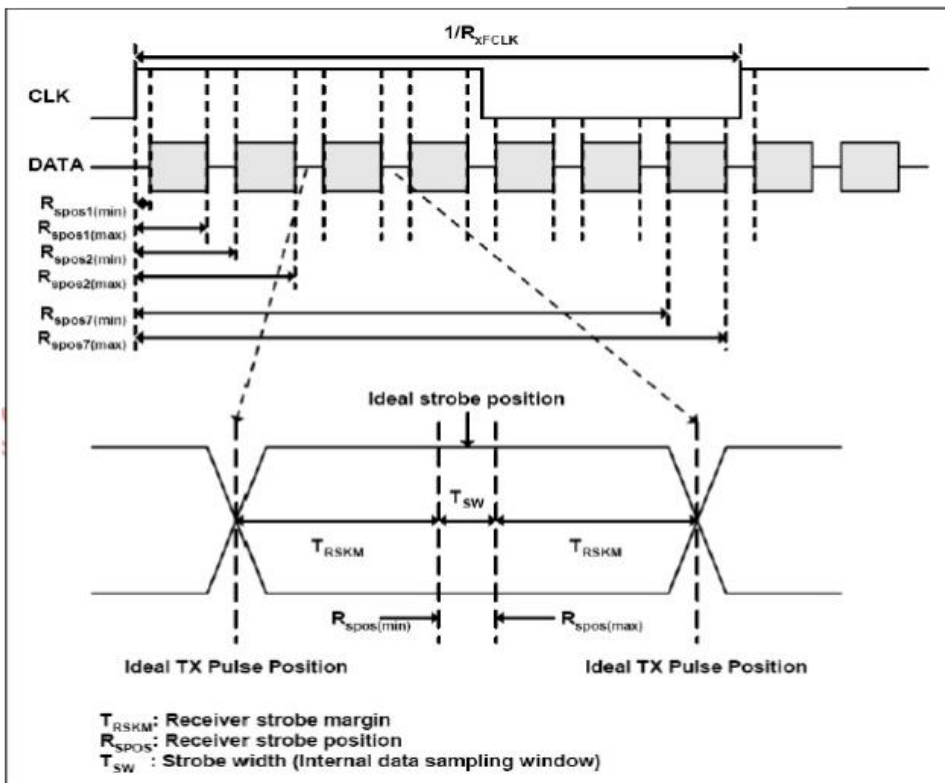 1/RxFCLK
CLK
DATA
Rspos1(min)
Rspos1(max)
Rspos2(min)
Rspos2(max)
Rspos7(min)
Rspos7(max)
Ideal strobe position
TSW
TRSKM TRSKM
Rspos(min) Rspos(max)
Ideal TX Pulse Position Ideal TX Pulse Position
TRSKM: Receiver strobe margin
RSPOS: Receiver strobe position
TSW : Strobe width (Internal data sampling window)